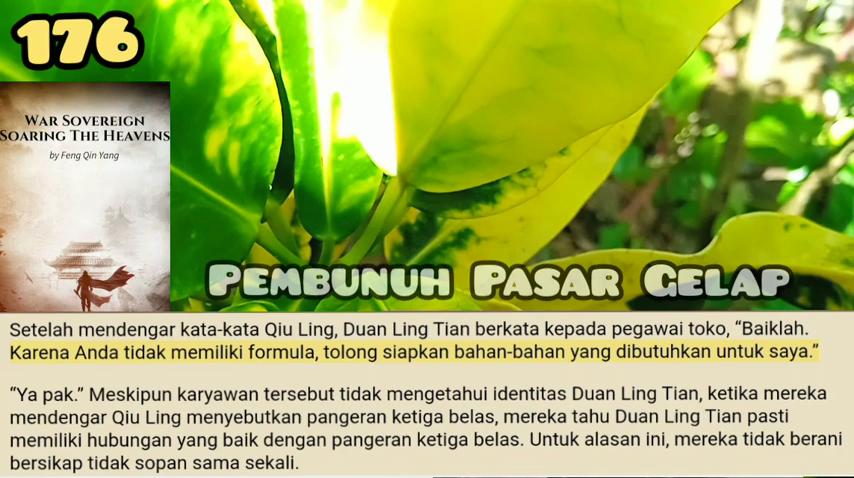 176
WAR SOVEREIGN
SOARING THE HEAVENS
by Feng Qin Yang
PEMBUNUH PASAR GELAP
Setelah mendengar kata-kata Qiu Ling, Duan Ling Tian berkata kepada pegawai toko, “Baiklah.
Karena Anda tidak memiliki formula, tolong siapkan bahan-bahan yang dibutuhkan untuk saya.”
“Ya pak.” Meskipun karyawan tersebut tidak mengetahui identitas Duan Ling Tian, ketika mereka
mendengar Qiu Ling menyebutkan pangeran ketiga belas, mereka tahu Duan Ling Tian pasti
memiliki hubungan yang baik dengan pangeran ketiga belas. Untuk alasan ini, mereka tidak berani
bersikap tidak sopan sama sekali.